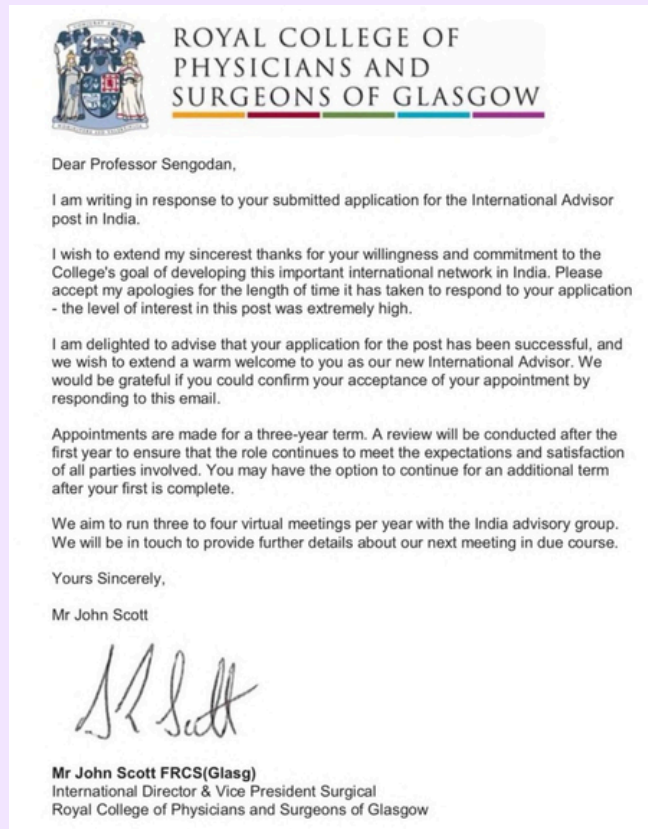 ROYAL COLLEGE OF
PHYSICIANS AND
SURGEONS OF GLASGOW
Dear Professor Sengodan,
I am writing in response to your submitted application for the International Advisor
post in India.
I wish to extend my sincerest thanks for your willingness and commitment to the
College's goal of developing this important international network in India. Please
accept my apologies for the length of time it has taken to respond to your application
- the level of interest in this post was extremely high.
I am delighted to advise that your application for the post has been successful, and
we wish to extend a warm welcome to you as our new International Advisor. We
would be grateful if you could confirm your acceptance of your appointment by
responding to this email.
Appointments are made for a three-year term. A review will be conducted after the
first year to ensure that the role continues to meet the expectations and satisfaction
of all parties involved. You may have the option to continue for an additional term
after your first is complete.
We aim to run three to four virtual meetings per year with the India advisory group.
We will be in touch to provide further details about our next meeting in due course.
Yours Sincerely,
Mr John Scott
Mr John Scott FRCS(Glasg)
International Director & Vice President Surgical
Royal College of Physicians and Surgeons of Glasgow